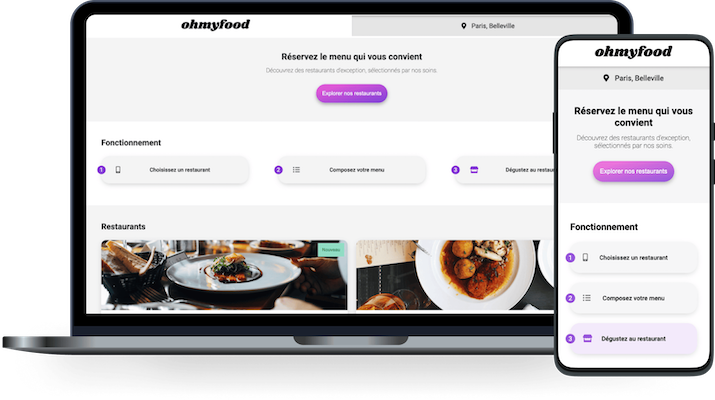 ohmyfood
Paris, Belleville
Réservez le menu qui vous convient
Découvrez des restaurants d'exception, sélectionnés par nos soins.
Explorer nos restaurants
Fonctionnement
1 Choisissez un restaurant
2 Composez votre menu
3 Dégustez au restau
Restaurants
Nouveau
ohmyfood
Paris, Belleville
Réservez le menu qui vous
convient
Découvrez des restaurants d'exception,
sélectionnés par nos soins.
Explorer nos restaurants
Fonctionnement
1 Choisissez un restaurant
2 Composez votre menu
3 Dégustez au restaurant